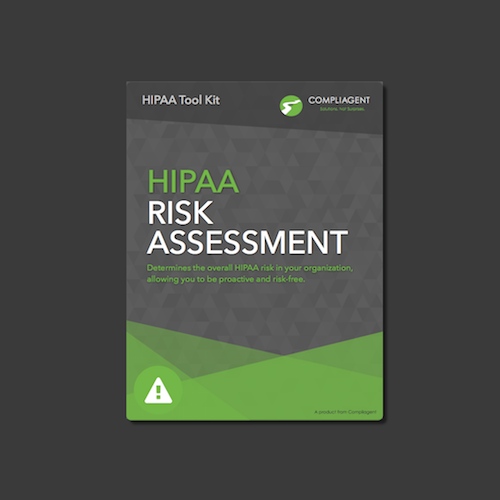 HIPAA Tool Kit
COMPLIAGENT
Solutions, Not Surprises.
HIPAA
RISK
ASSESSMENT
Determines the overall HIPAA risk in your organization,
allowing you to be proactive and risk-free.
A product from Compliagent